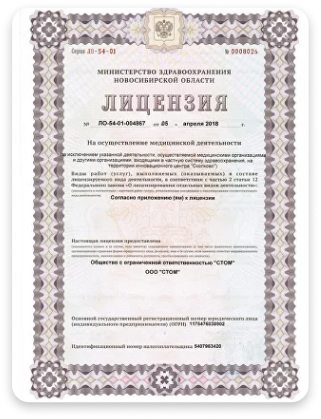 Серия ЛО-54-01
№ 0008024
МИНИСТЕРСТВО ЗДРАВООХРАНЕНИЯ
НОВОСИБИРСКОЙ ОБЛАСТИ
ЛИЦЕНЗИЯ
№ ЛО-54-01-004867 от 05 апреля 2018 г.
На осуществление медицинской деятельности
(за исключением указанной деятельности, осуществляемой медицинскими организациями
и другими организациями, входящими в частную систему здравоохранения, на
территории инновационного центра "Сколково")
Виды работ (услуг), выполняемых (оказываемых) в составе
лицензируемого вида деятельности, в соответствии с частью 2 статьи 12
Федерального закона «О лицензировании отдельных видов деятельности»:
Согласно приложению (ям) к лицензии
Настоящая лицензия предоставлена
Общество с ограниченной ответственностью "СТОМ"
ООО "СТОМ"
Основной государственный регистрационный номер юридического лица
(индивидуального предпринимателя) (ОГРН)
Идентификационный номер налогоплательщика